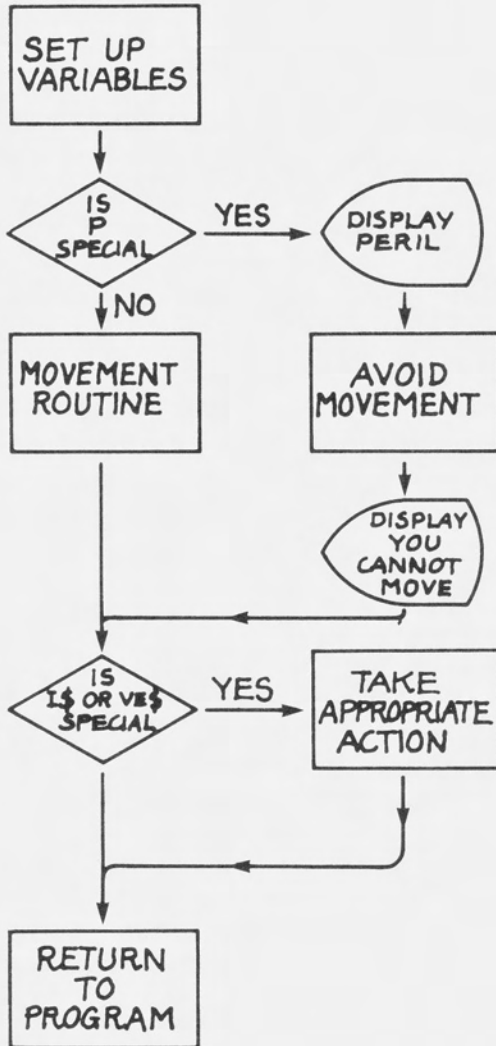 SET UP
VARIABLES
IS
P
SPECIAL
YES
DISPLAY
PERIL
NO
MOVEMENT
ROUTINE
AVOID
MOVEMENT
DISPLAY
YOU
CANNOT
MOVE
IS
I$ OR VE$
SPECIAL
YES
TAKE
APPROPRIATE
ACTION
RETURN
TO
PROGRAM